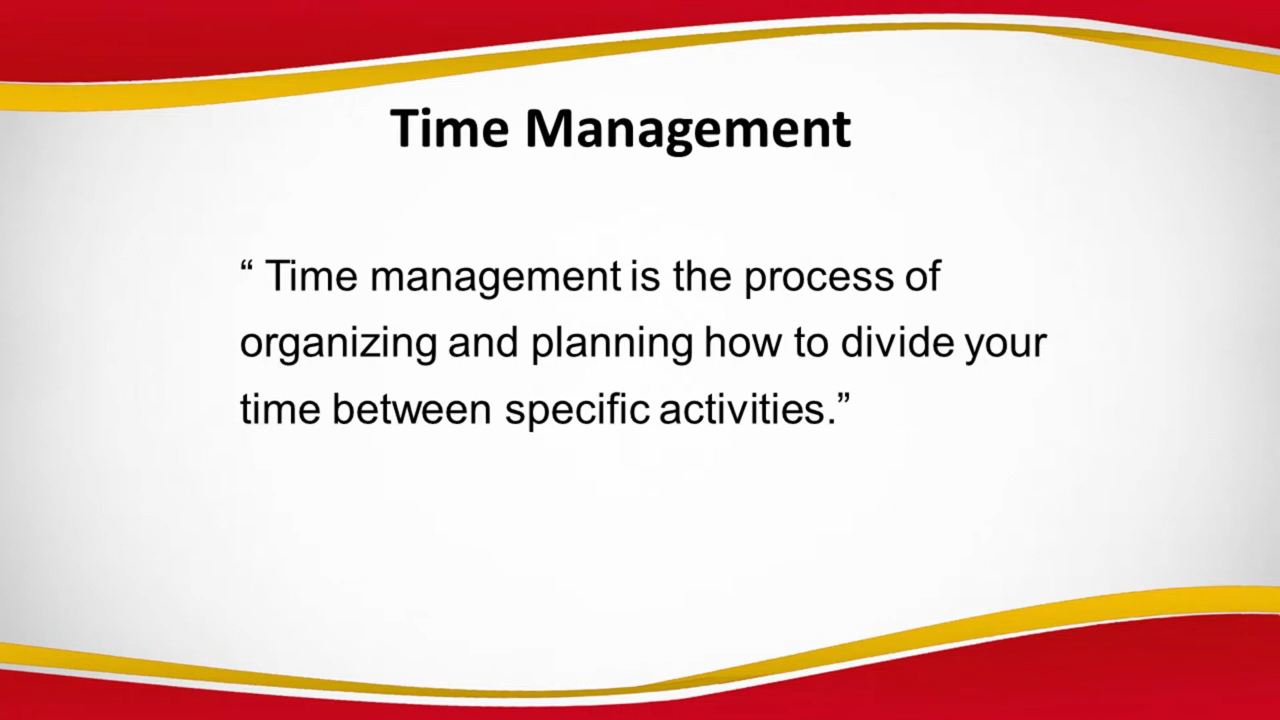 Time Management
“ Time management is the process of
organizing and planning how to divide your
time between specific activities.”